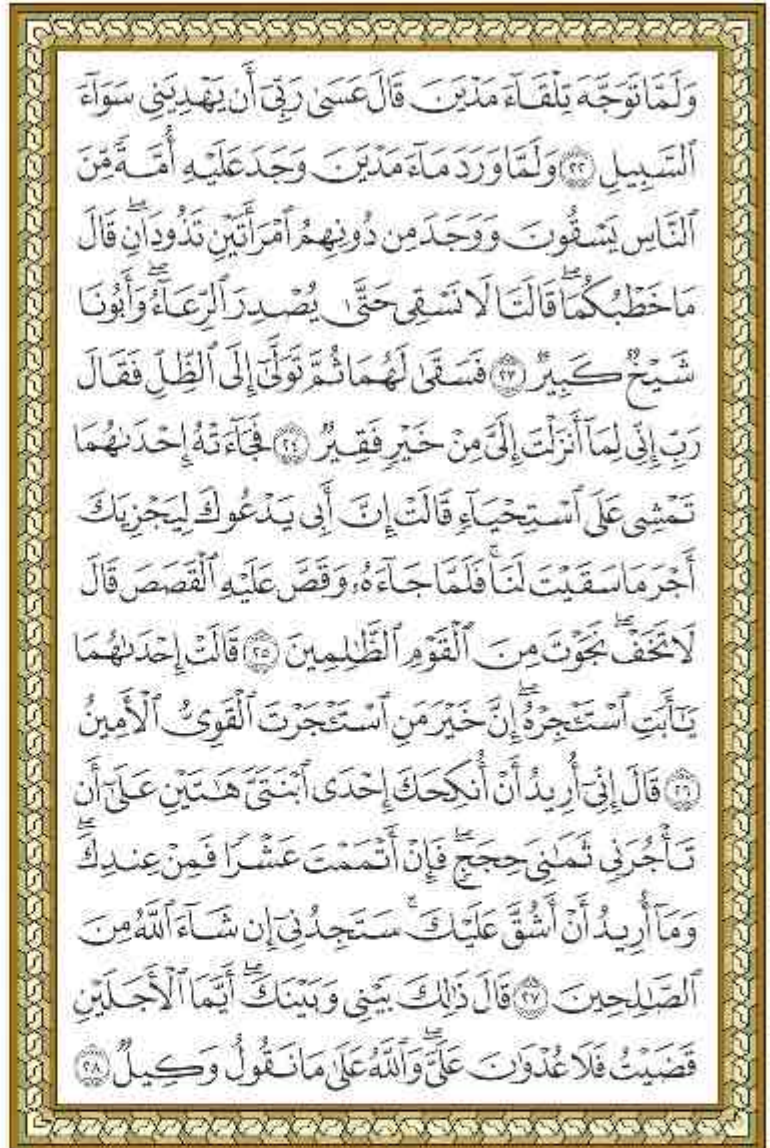 وَلَمَّا تَوَجَّهَ تِلْقَآءَ مَدْيَنَ قَالَ عَسَىٰ رَبِّىٓ أَن يَهْدِيَنِى سَوَآءَ
ٱلسَّبِيلِ ٢٢ وَلَمَّا وَرَدَ مَآءَ مَدْيَنَ وَجَدَ عَلَيْهِ أُمَّةً مِّنَ
ٱلنَّاسِ يَسْقُونَ وَوَجَدَ مِن دُونِهِمُ ٱمْرَأَتَيْنِ تَذُودَانِ ۖ قَالَ
مَا خَطْبُكُمَا ۖ قَالَتَا لَا نَسْقِى حَتَّىٰ يُصْدِرَ ٱلرِّعَآءُ ۖ وَأَبُونَا
شَيْخٌ كَبِيرٌ ٢٣ فَسَقَىٰ لَهُمَا ثُمَّ تَوَلَّىٰٓ إِلَى ٱلظِّلِّ فَقَالَ
رَبِّ إِنِّى لِمَآ أَنزَلْتَ إِلَىَّ مِنْ خَيْرٍ فَقِيرٌ ٢٤ فَجَآءَتْهُ إِحْدَىٰهُمَا
تَمْشِى عَلَى ٱسْتِحْيَآءٍ قَالَتْ إِنَّ أَبِى يَدْعُوكَ لِيَجْزِيَكَ
أَجْرَ مَا سَقَيْتَ لَنَا ۚ فَلَمَّا جَآءَهُۥ وَقَصَّ عَلَيْهِ ٱلْقَصَصَ قَالَ
لَا تَخَفْ ۖ نَجَوْتَ مِنَ ٱلْقَوْمِ ٱلظَّٰلِمِينَ ٢٥ قَالَتْ إِحْدَىٰهُمَا
يَٰٓأَبَتِ ٱسْتَـْٔجِرْهُ ۖ إِنَّ خَيْرَ مَنِ ٱسْتَـْٔجَرْتَ ٱلْقَوِىُّ ٱلْأَمِينُ
٢٦ قَالَ إِنِّىٓ أُرِيدُ أَنْ أُنكِحَكَ إِحْدَى ٱبْنَتَىَّ هَٰتَيْنِ عَلَىٰٓ أَن
تَأْجُرَنِى ثَمَٰنِىَ حِجَجٍ ۖ فَإِنْ أَتْمَمْتَ عَشْرًا فَمِنْ عِندِكَ ۖ
وَمَآ أُرِيدُ أَنْ أَشُقَّ عَلَيْكَ ۚ سَتَجِدُنِىٓ إِن شَآءَ ٱللَّهُ مِنَ
ٱلصَّٰلِحِينَ ٢٧ قَالَ ذَٰلِكَ بَيْنِى وَبَيْنَكَ ۖ أَيَّمَا ٱلْأَجَلَيْنِ
قَضَيْتُ فَلَا عُدْوَٰنَ عَلَىَّ ۖ وَٱللَّهُ عَلَىٰ مَا نَقُولُ وَكِيلٌ ٢٨